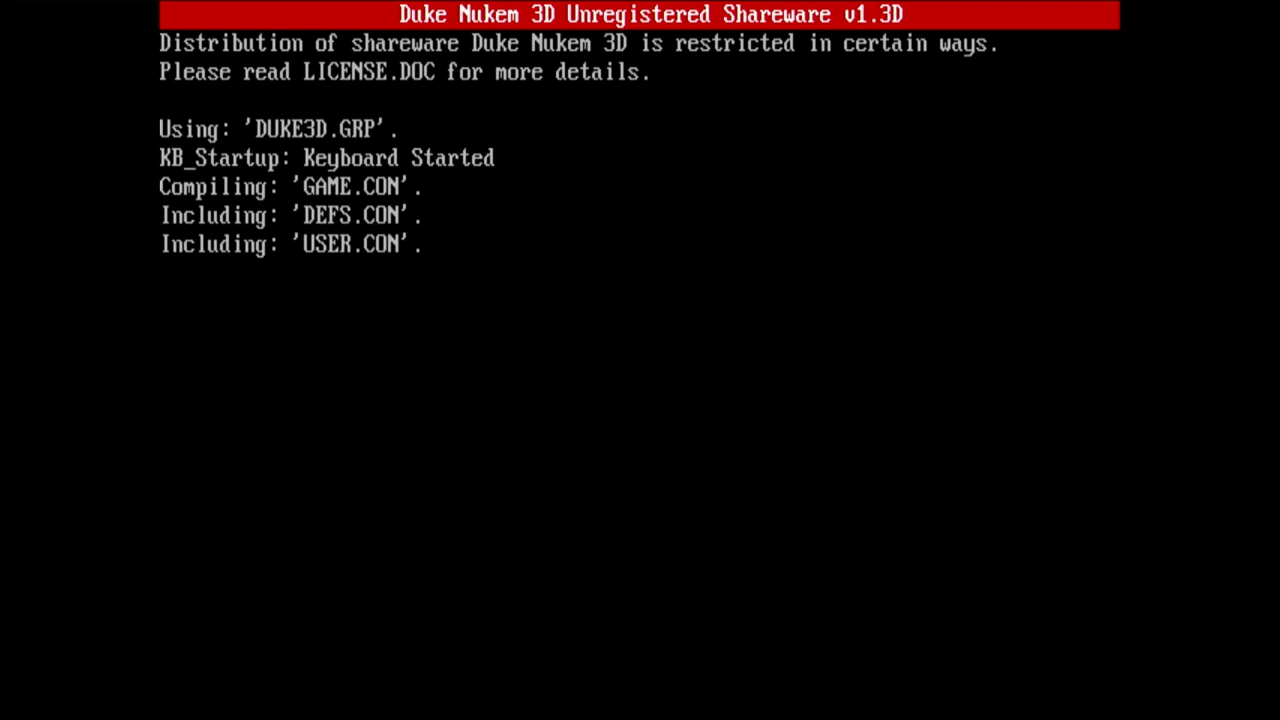 Duke Nukem 3D Unregistered Shareware v1.3D
Distribution of shareware Duke Nukem 3D is restricted in certain ways.
Please read LICENSE.DOC for more details.
Using: 'DUKE3D.GRP'.
KB_Startup: Keyboard Started
Compiling: 'GAME.CON'.
Including: 'DEFS.CON'.
Including: 'USER.CON'.